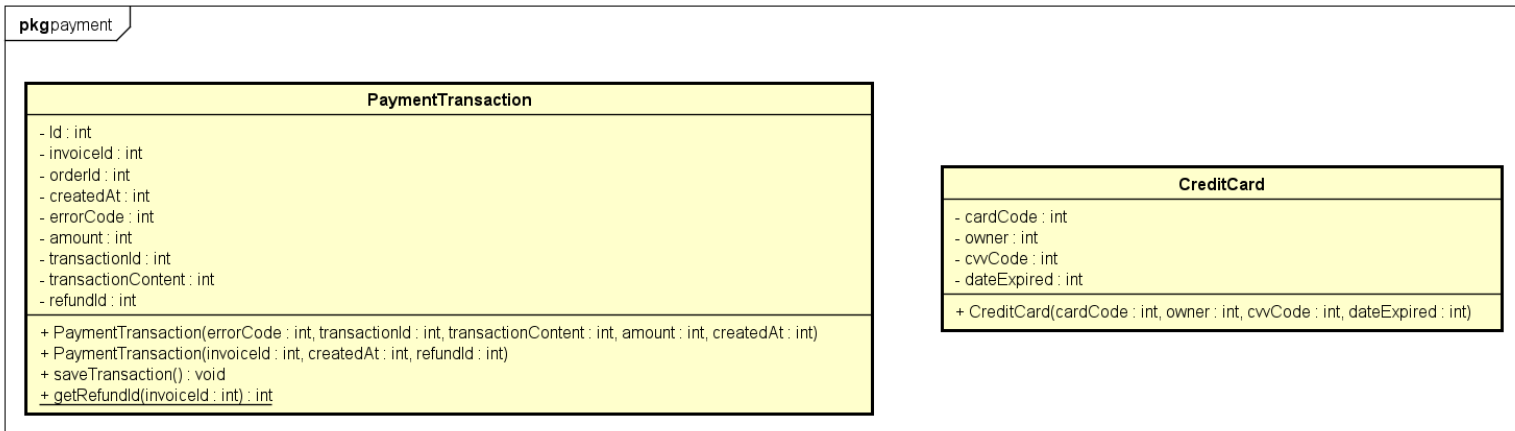 pkg payment
PaymentTransaction
- Id : int
- invoiceId : int
- orderId : int
- createdAt : int
- errorCode : int
- amount : int
- transactionId : int
- transactionContent : int
- refundId : int
+ PaymentTransaction(errorCode : int, transactionId : int, transactionContent : int, amount : int, createdAt : int)
+ PaymentTransaction(invoiceId : int, createdAt : int, refundId : int)
+ saveTransaction() : void
+ getRefundId(invoiceId : int) : int
CreditCard
- cardCode : int
- owner : int
- cvvCode : int
- dateExpired : int
+ CreditCard(cardCode : int, owner : int, cvvCode : int, dateExpired : int)